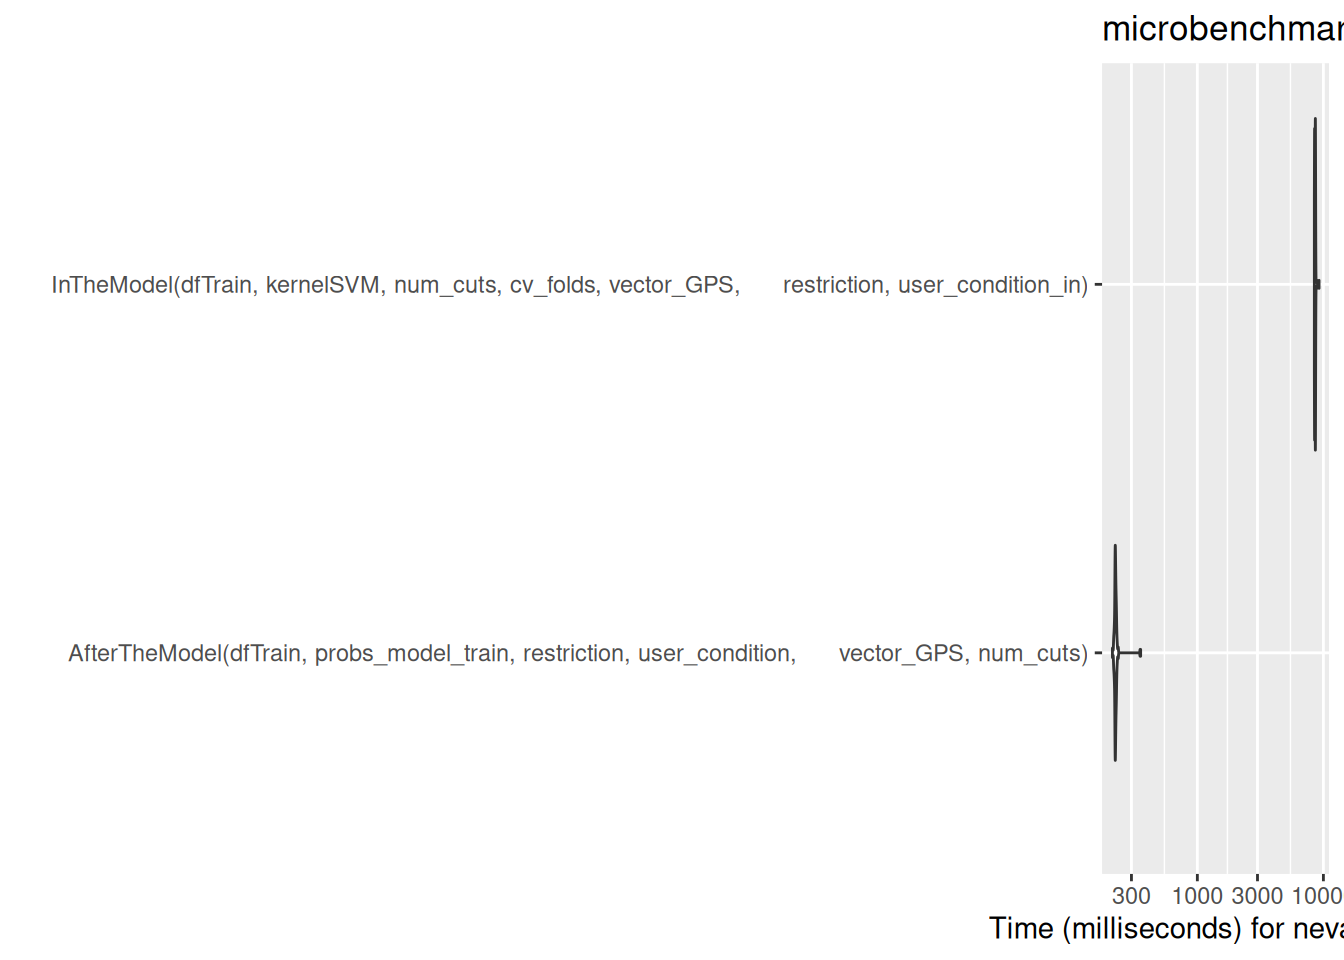 microbenchmar
InTheModel(dfTrain, kernelSVM, num_cuts, cv_folds, vector_GPS, restriction, user_condition_in)
AfterTheModel(dfTrain, probs_model_train, restriction, user_condition, vector_GPS, num_cuts)
300 1000 3000 1000
Time (milliseconds) for neva